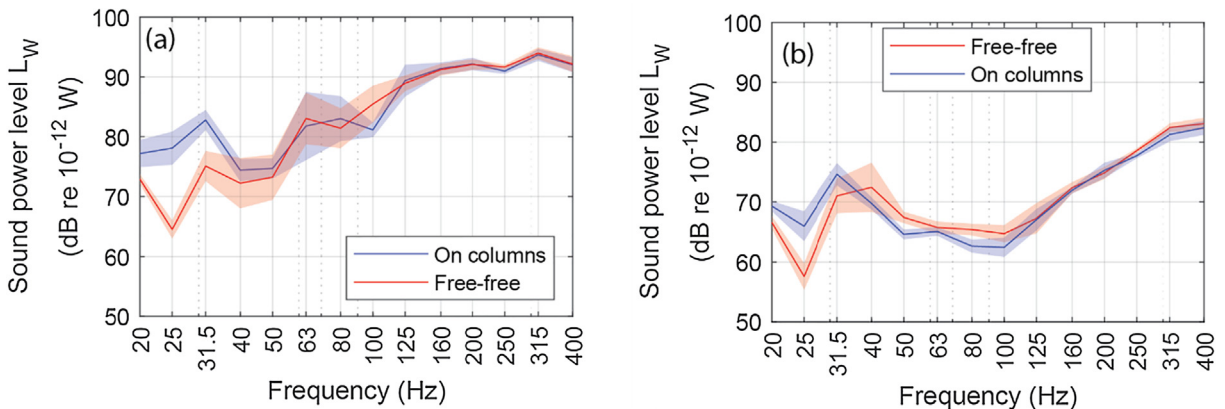 (a)
Sound power level L_W
(dB re 10^-12 W)
100
90
80
70
60
50
On columns
Free-free
20 25 31.5 40 50 63 80 100 125 160 200 250 315 400
Frequency (Hz)
(b)
Sound power level L_W
(dB re 10^-12 W)
100
90
80
70
60
50
Free-free
On columns
20 25 31.5 40 50 63 80 100 125 160 200 250 315 400
Frequency (Hz)